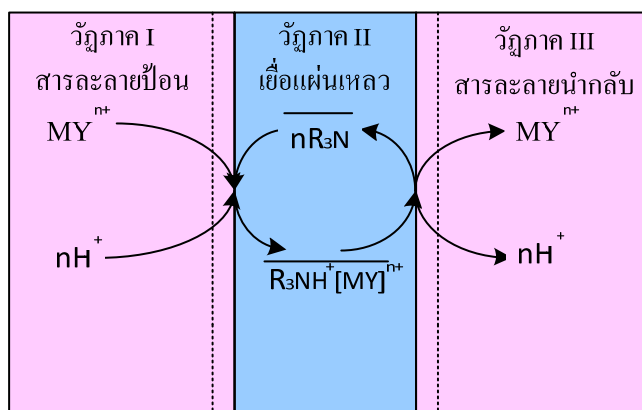 วัฏภาค I
สารละลายป้อน
MYⁿ⁺
nH⁺
วัฏภาค II
เยื่อแผ่นเหลว
nR₃N
R₃NH⁺[MY]ⁿ⁺
วัฏภาค III
สารละลายนำกลับ
MYⁿ⁺
nH⁺